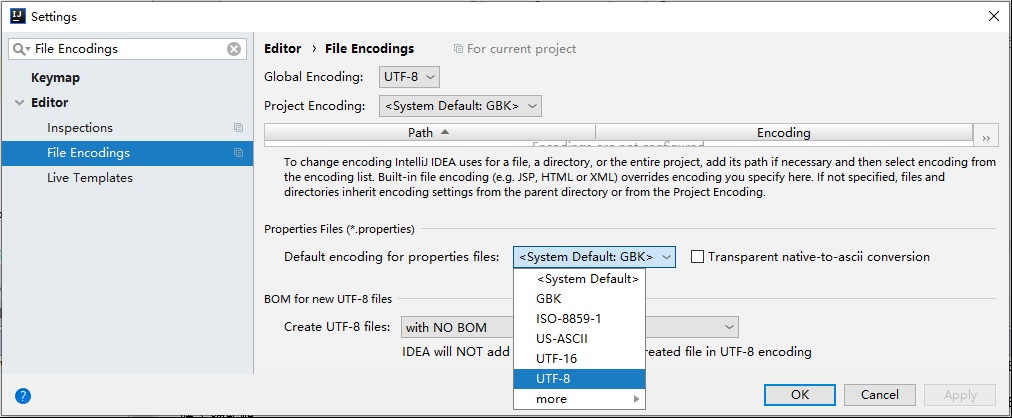 Settings
File Encodings
Keymap
Editor
Inspections
File Encodings
Live Templates
Editor › File Encodings For current project
Global Encoding: UTF-8
Project Encoding: <System Default: GBK>
Path Encoding
Encodings are not configured
To change encoding IntelliJ IDEA uses for a file, a directory, or the entire project, add its path if necessary and then select encoding from
the encoding list. Built-in file encoding (e.g. JSP, HTML or XML) overrides encoding you specify here. If not specified, files and
directories inherit encoding settings from the parent directory or from the Project Encoding.
Properties Files (*.properties)
Default encoding for properties files: <System Default: GBK> Transparent native-to-ascii conversion
<System Default>
GBK
ISO-8859-1
US-ASCII
UTF-16
UTF-8
more
BOM for new UTF-8 files
Create UTF-8 files: with NO BOM
IDEA will NOT add reated file in UTF-8 encoding
OK Cancel Apply